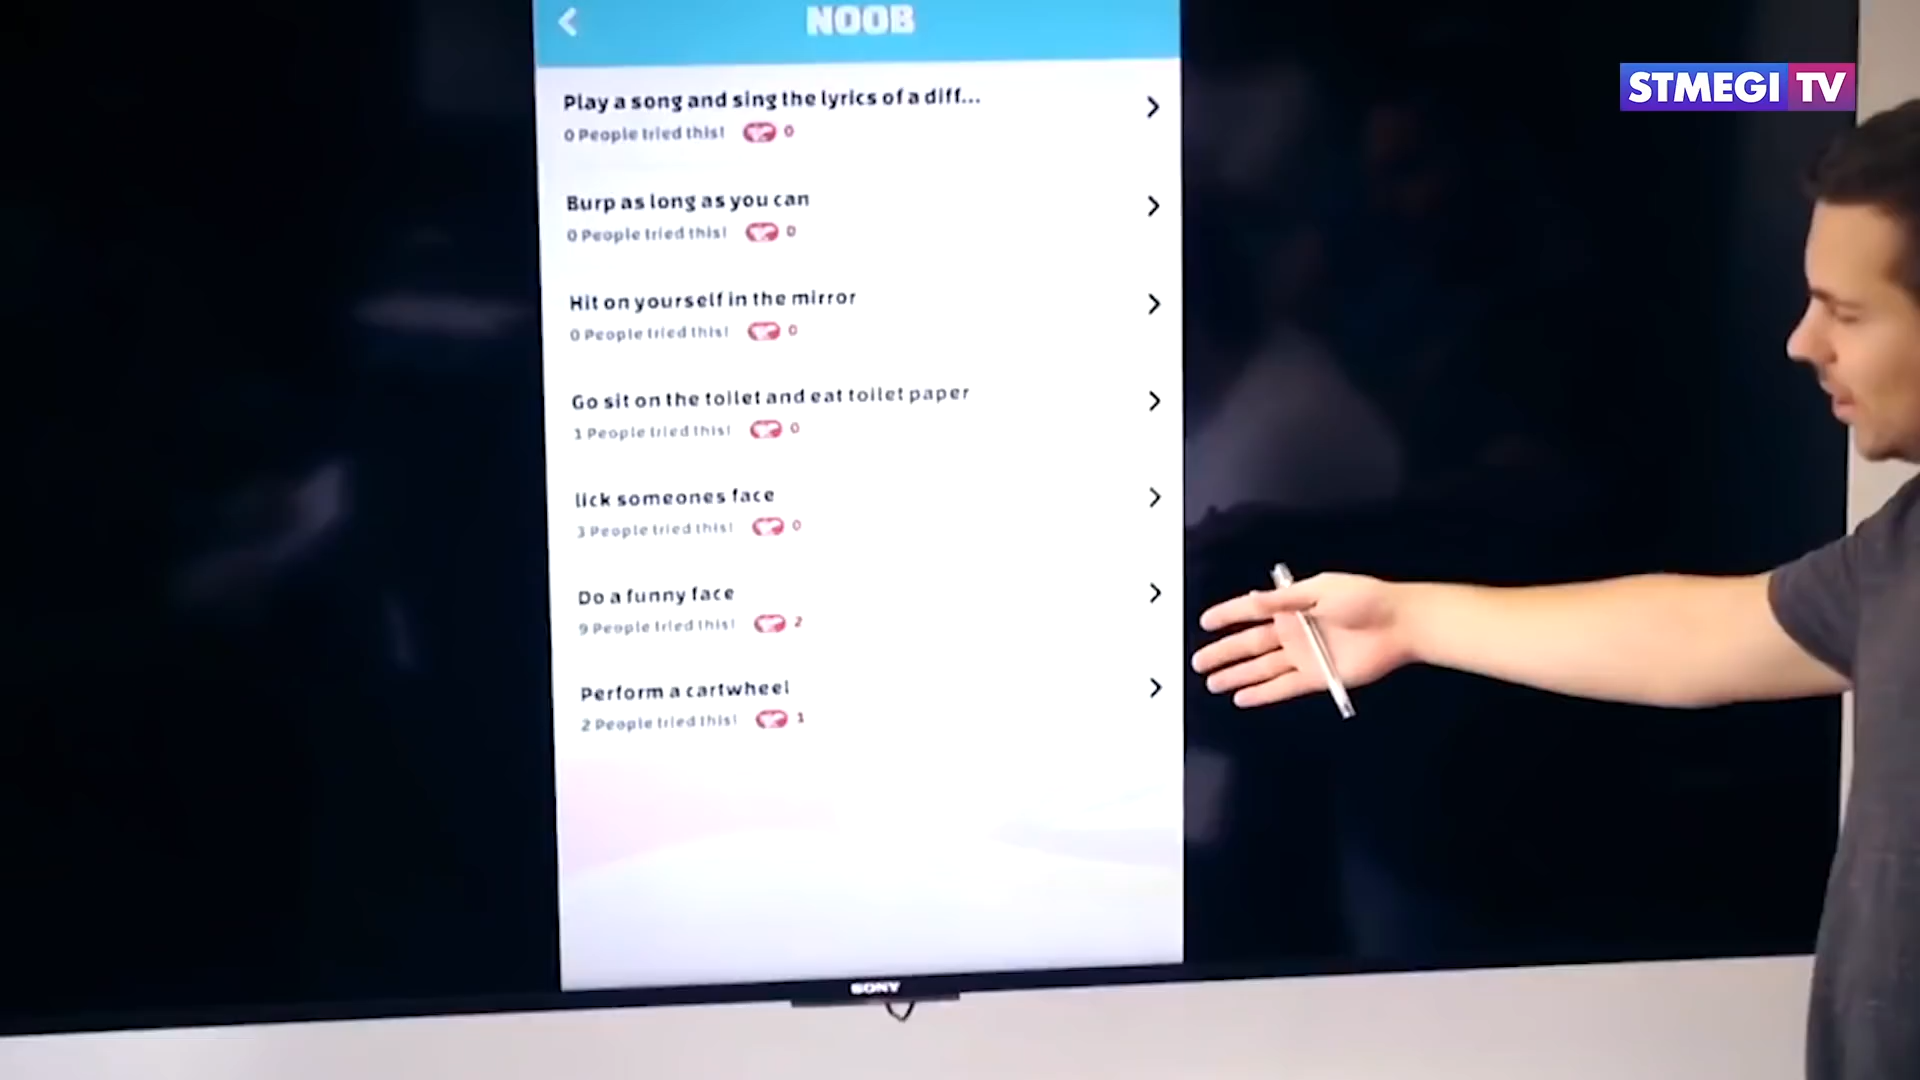 NOOB
STMEGI TV
Play a song and sing the lyrics of a diff...
0 People tried this! 0
Burp as long as you can
0 People tried this! 0
Hit on yourself in the mirror
0 People tried this! 0
Go sit on the toilet and eat toilet paper
1 People tried this! 0
lick someones face
3 People tried this! 0
Do a funny face
9 People tried this! 2
Perform a cartwheel
2 People tried this! 1
SONY